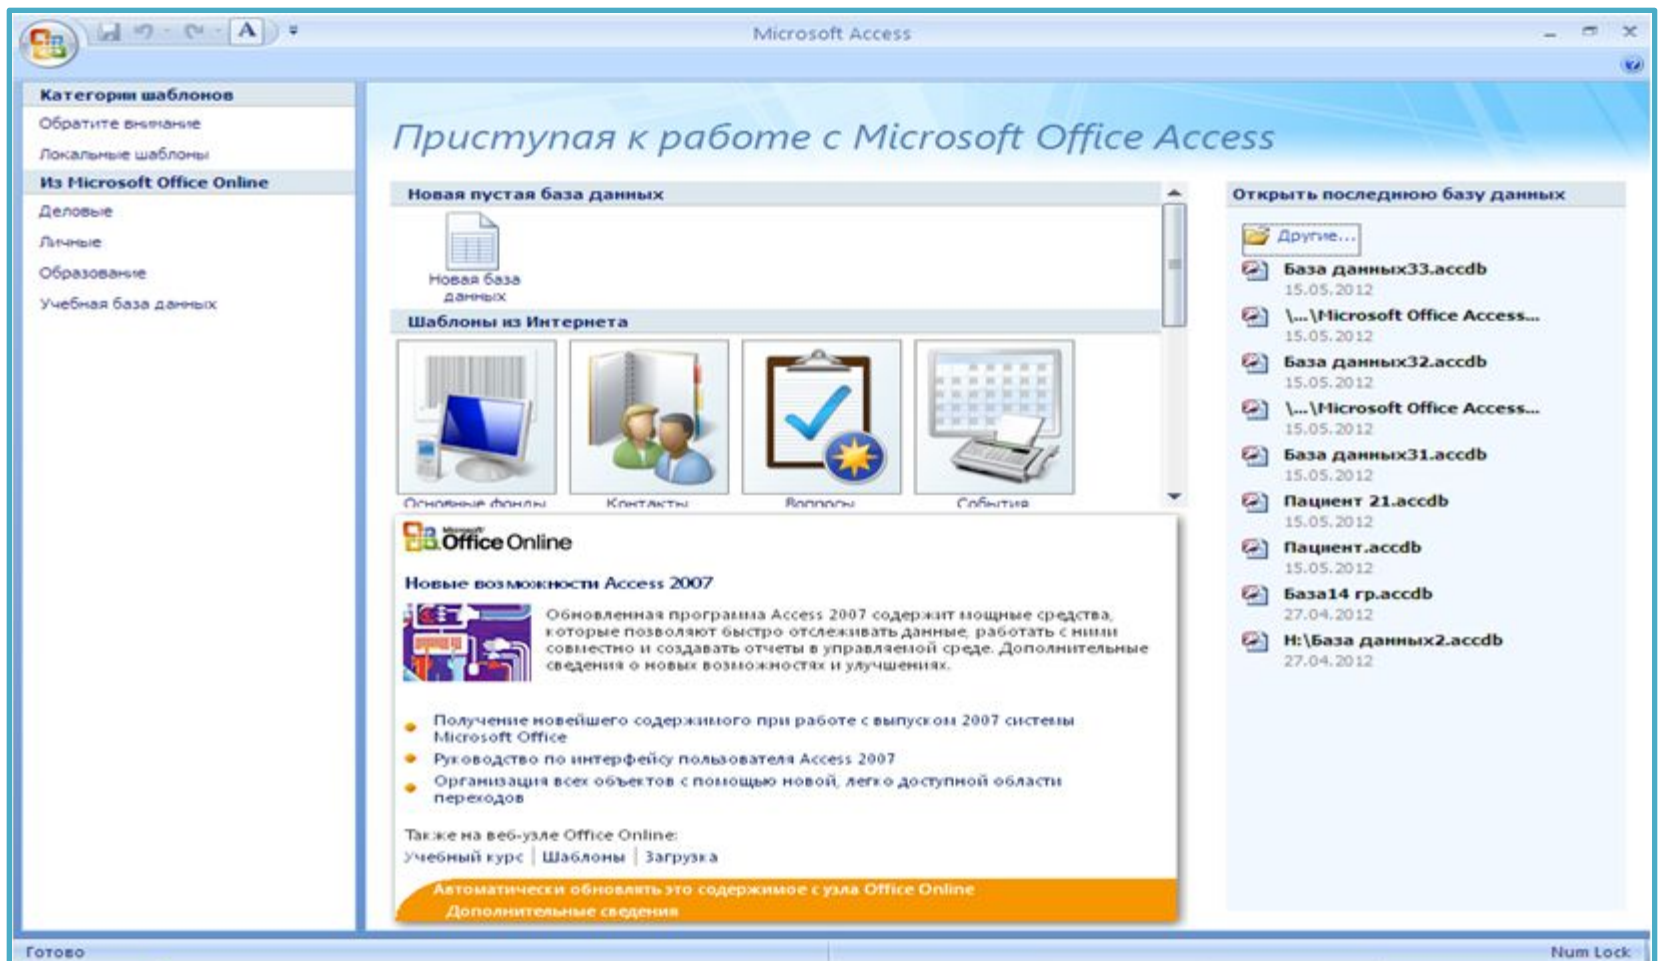 Microsoft Access
Категории шаблонов
Обратите внимание
Локальные шаблоны
Из Microsoft Office Online
Деловые
Личные
Образование
Учебная база данных
Приступая к работе с Microsoft Office Access
Новая пустая база данных
Новая база
данных
Шаблоны из Интернета
Основные фонды
Контакты
Вопросы
События
Microsoft
Office Online
Новые возможности Access 2007
Обновленная программа Access 2007 содержит мощные средства,
которые позволяют быстро отслеживать данные, работать с ними
совместно и создавать отчеты в управляемой среде. Дополнительные
сведения о новых возможностях и улучшениях.
Получение новейшего содержимого при работе с выпуском 2007 системы
Microsoft Office
Руководство по интерфейсу пользователя Access 2007
Организация всех объектов с помощью новой, легко доступной области
переходов
Также на веб-узле Office Online:
Учебный курс | Шаблоны | Загрузка
Автоматически обновлять это содержимое с узла Office Online
Дополнительные сведения
Открыть последнюю базу данных
Другие...
База данных33.accdb
15.05.2012
\...\Microsoft Office Access...
15.05.2012
База данных32.accdb
15.05.2012
\...\Microsoft Office Access...
15.05.2012
База данных31.accdb
15.05.2012
Пациент 21.accdb
15.05.2012
Пациент.accdb
15.05.2012
База14 гр.accdb
27.04.2012
H:\База данных2.accdb
27.04.2012
Готово
Num Lock